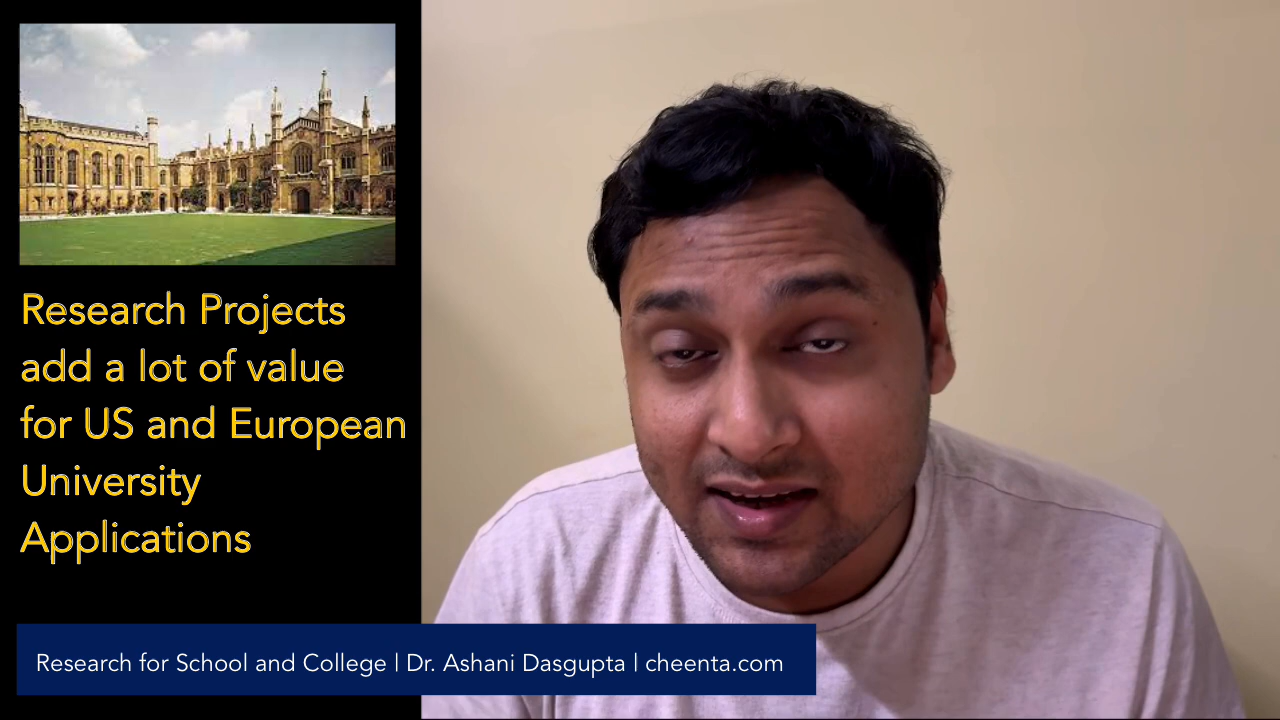 Research Projects
add a lot of value
for US and European
University
Applications
Research for School and College | Dr. Ashani Dasgupta | cheenta.com